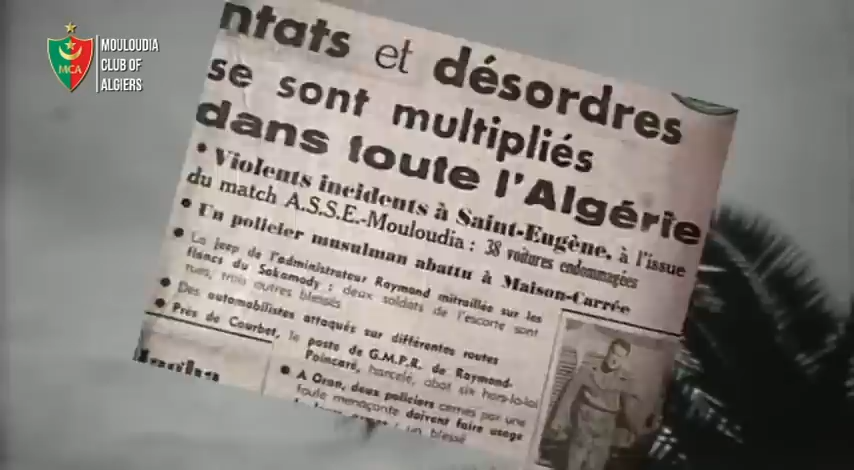 MOULOUDIA
CLUB OF
ALGIERS
MCA
ntats et désordres
se sont multipliés
dans toute l'Algérie
• Violents incidents à Saint-Eugène, à l'issue
du match A.S.S.E.-Mouloudia : 38 voitures endommagées
• Un policier musulman abattu à Maison-Carrée
• La jeep de l'administrateur Raymond mitraillée sur les
flancs du Sakamody : deux soldats de l'escorte sont
tués, trois autres blessés
• Des automobilistes attaqués sur différentes routes
• Près de Courbet, le poste de G.M.P.R. de Raymond-
Poincaré, harcelé, abat six hors-la-loi
• A Oran, deux policiers cernés par une
foule menaçante doivent faire usage
un blessé